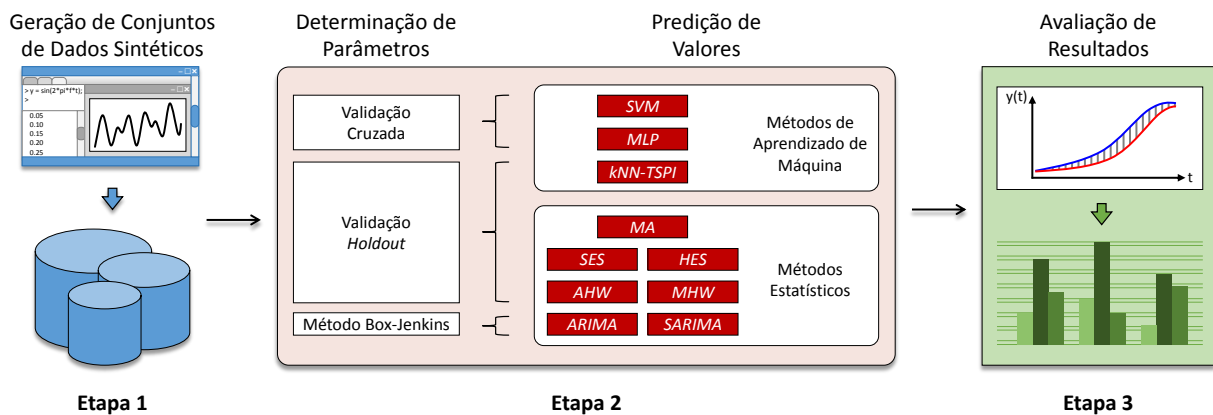 Geração de Conjuntos
de Dados Sintéticos
> y = sin(2*pi*f*t);
>
0.05
0.10
0.15
0.20
0.25
Etapa 1
Determinação de
Parâmetros
Predição de
Valores
Validação
Cruzada
Validação
Holdout
Método Box-Jenkins
SVM
MLP
kNN-TSPI
Métodos de
Aprendizado de
Máquina
MA
SES HES
AHW MHW
ARIMA SARIMA
Métodos
Estatísticos
Etapa 2
Avaliação de
Resultados
y(t)
t
Etapa 3